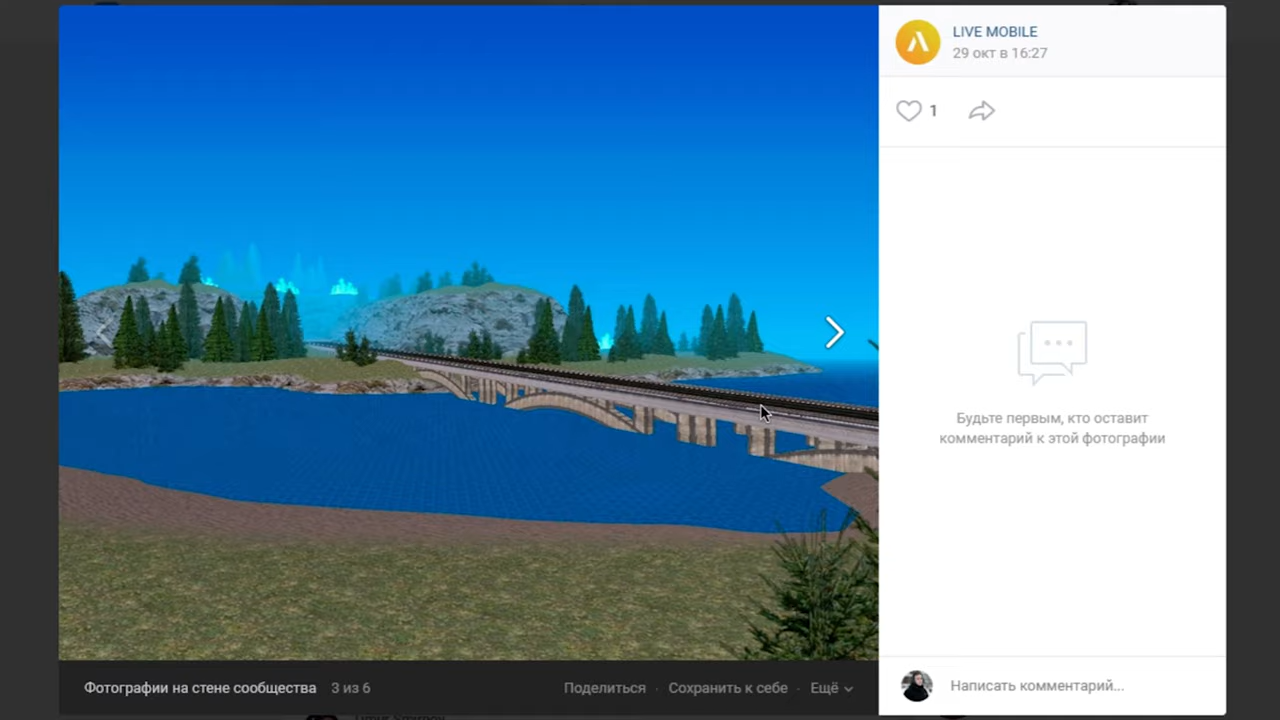 LIVE MOBILE
29 окт в 16:27
1
Будьте первым, кто оставит
комментарий к этой фотографии
Фотографии на стене сообщества 3 из 6
Поделиться · Сохранить к себе · Ещё
Написать комментарий...